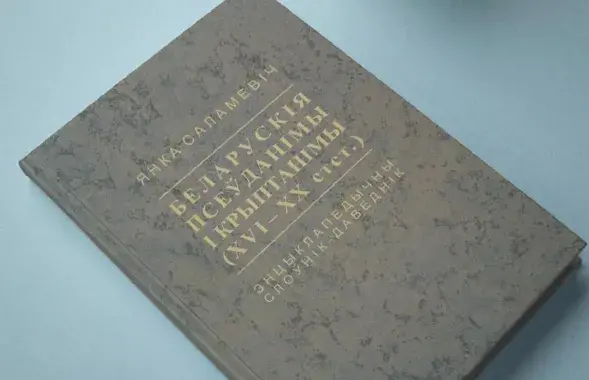 ЯНКА САЛАМЕВІЧ
БЕЛАРУСКІЯ
ПСЕЎДАНІМЫ
І КРЫПТАНІМЫ
(XVI – XX стст.)
ЭНЦЫКЛАПЕДЫЧНЫ
СЛОЎНІК-ДАВЕДНІК